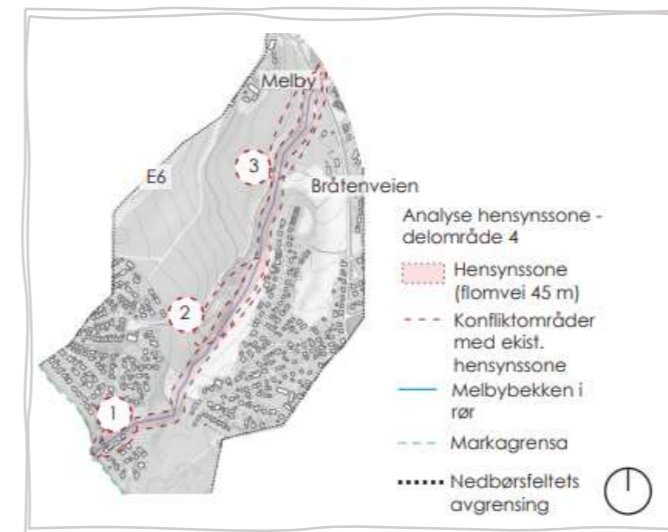 Melby
3
E6
Bråtenveien
2
1
Analyse hensynssone -
delområde 4
Hensynssone
(flomvei 45 m)
Konfliktområder
med ekist.
hensynssone
Melbybekken i
rør
Markagrensa
Nedbørsfeltets
avgrensing